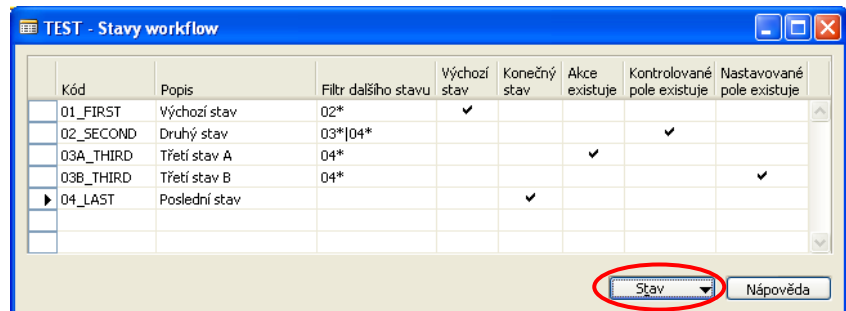 TEST - Stavy workflow
Kód Popis Filtr dalšího stavu Výchozí stav Konečný stav Akce existuje Kontrolované pole existuje Nastavované pole existuje
01_FIRST Výchozí stav 02*
02_SECOND Druhý stav 03*|04*
03A_THIRD Třetí stav A 04*
03B_THIRD Třetí stav B 04*
04_LAST Poslední stav
Stav Nápověda